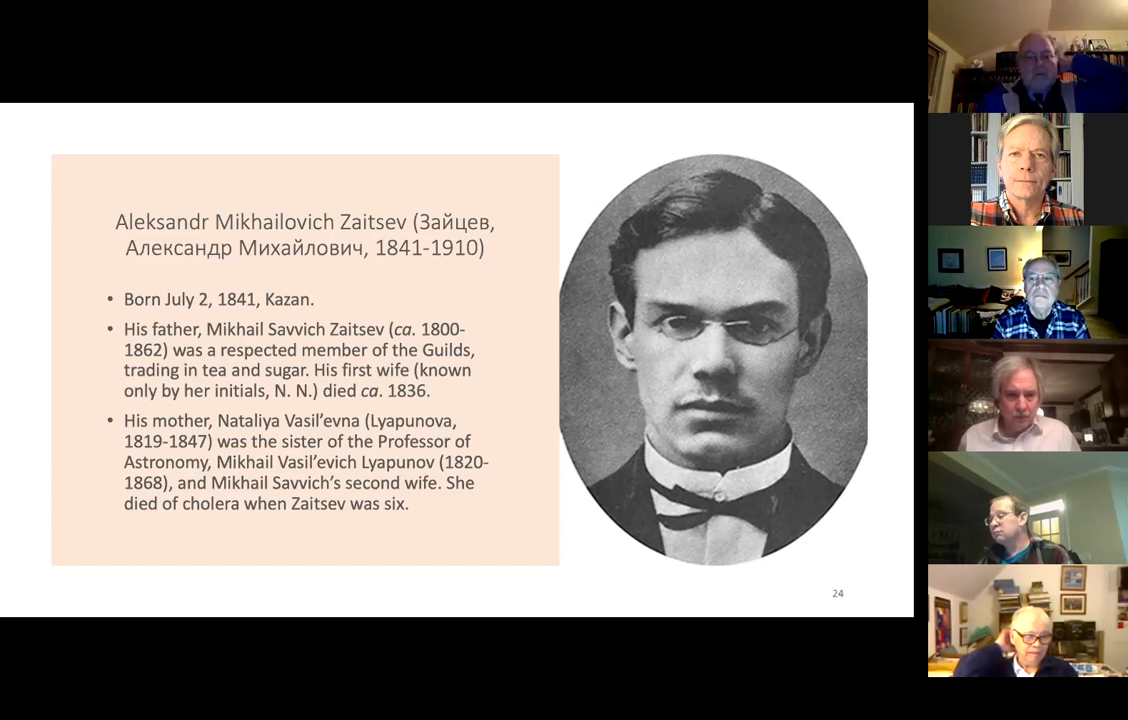 Aleksandr Mikhailovich Zaitsev (Зайцев,
Александр Михайлович, 1841-1910)
• Born July 2, 1841, Kazan.
• His father, Mikhail Savvich Zaitsev (ca. 1800-
1862) was a respected member of the Guilds,
trading in tea and sugar. His first wife (known
only by her initials, N. N.) died ca. 1836.
• His mother, Nataliya Vasil’evna (Lyapunova,
1819-1847) was the sister of the Professor of
Astronomy, Mikhail Vasil’evich Lyapunov (1820-
1868), and Mikhail Savvich’s second wife. She
died of cholera when Zaitsev was six.
24